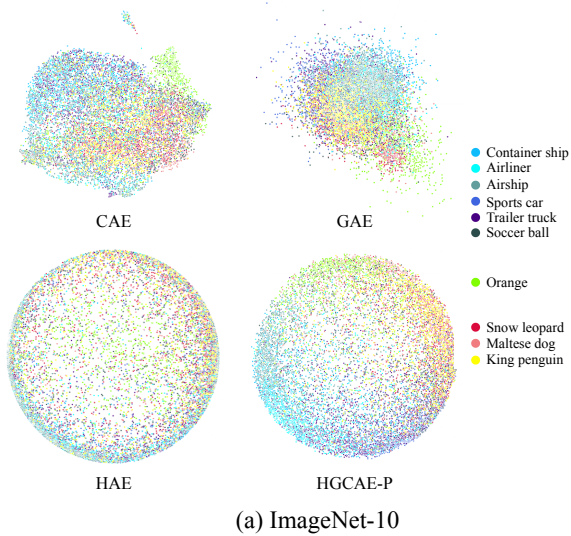 CAE
GAE
Container ship
Airliner
Airship
Sports car
Trailer truck
Soccer ball
Orange
Snow leopard
Maltese dog
King penguin
HAE
HGCAE-P
(a) ImageNet-10